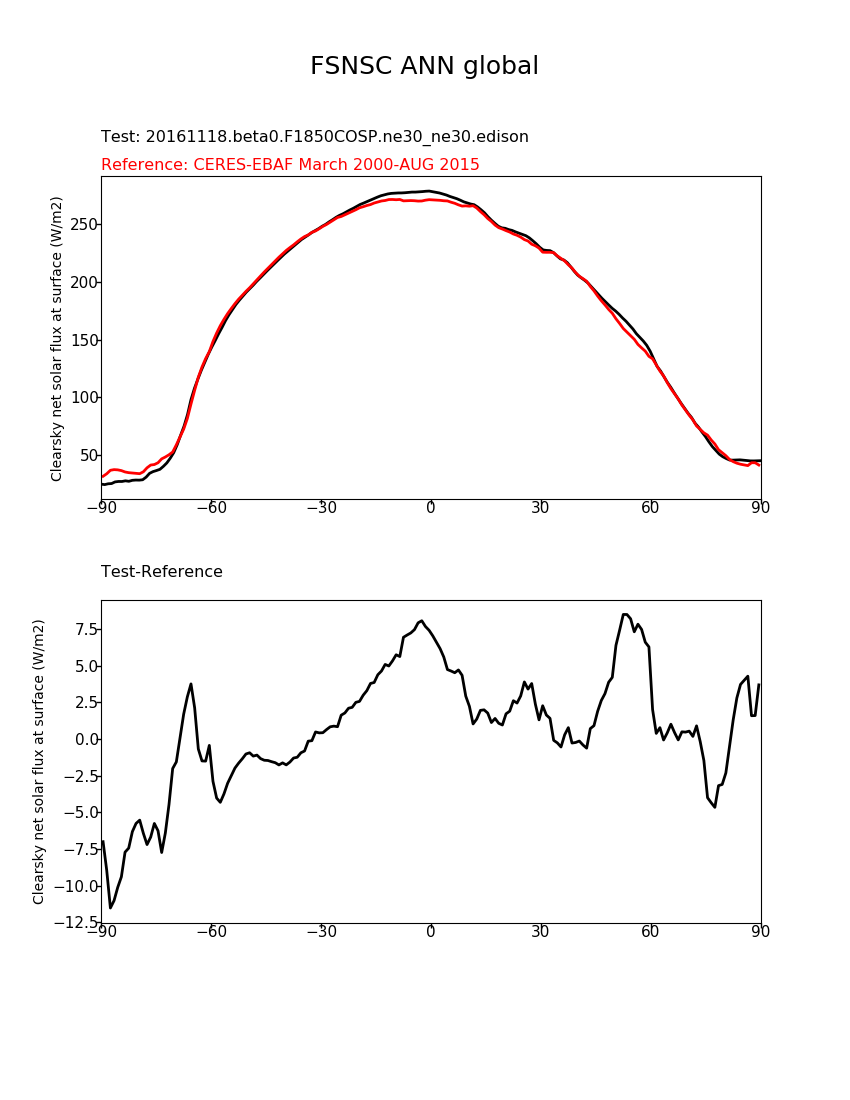 FSNSC ANN global
Test: 20161118.beta0.F1850COSP.ne30_ne30.edison
Reference: CERES-EBAF March 2000-AUG 2015
Clearsky net solar flux at surface (W/m2)
250
200
150
100
50
−90 −60 −30 0 30 60 90
Test-Reference
Clearsky net solar flux at surface (W/m2)
7.5
5.0
2.5
0.0
−2.5
−5.0
−7.5
−10.0
−12.5
−90 −60 −30 0 30 60 90